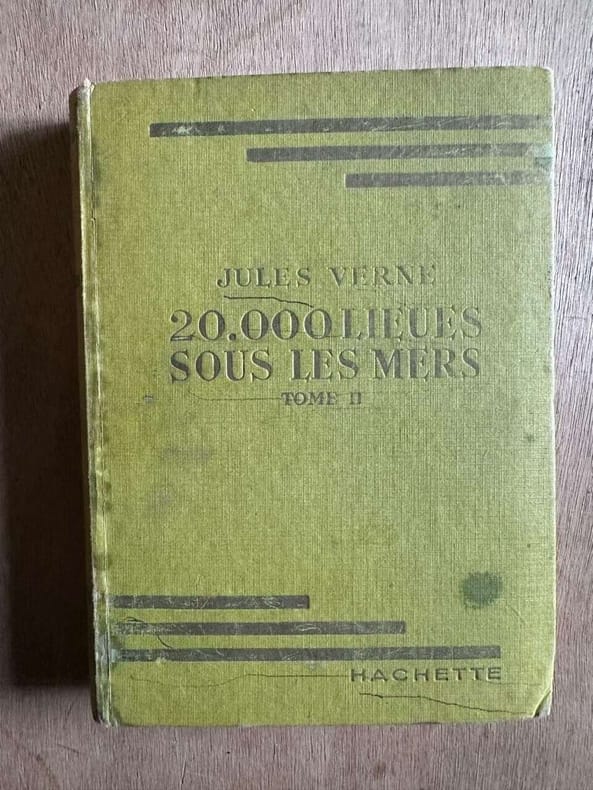 JULES VERNE
20.000 LIEUES
SOUS LES MERS
TOME II
HACHETTE